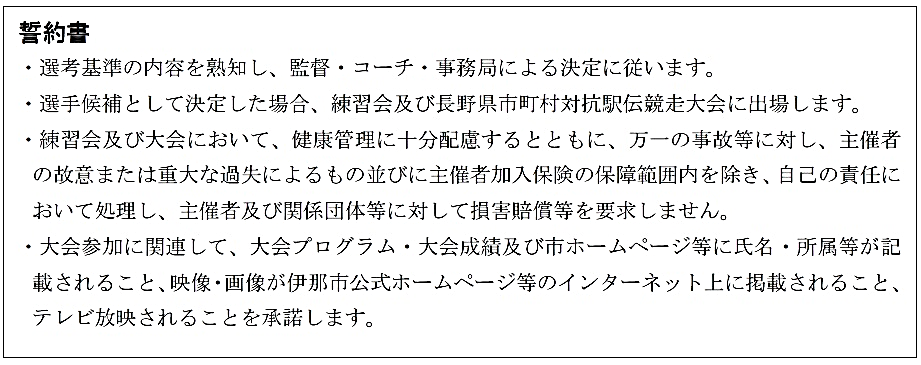 誓約書
・選考基準の内容を熟知し、監督・コーチ・事務局による決定に従います。
・選手候補として決定した場合、練習会及び長野県市町村対抗駅伝競走大会に出場します。
・練習会及び大会において、健康管理に十分配慮するとともに、万一の事故等に対し、主催者
の故意または重大な過失によるもの並びに主催者加入保険の保障範囲内を除き、自己の責任に
おいて処理し、主催者及び関係団体等に対して損害賠償等を要求しません。
・大会参加に関連して、大会プログラム・大会成績及び市ホームページ等に氏名・所属等が記
載されること、映像・画像が伊那市公式ホームページ等のインターネット上に掲載されること、
テレビ放映されることを承諾します。